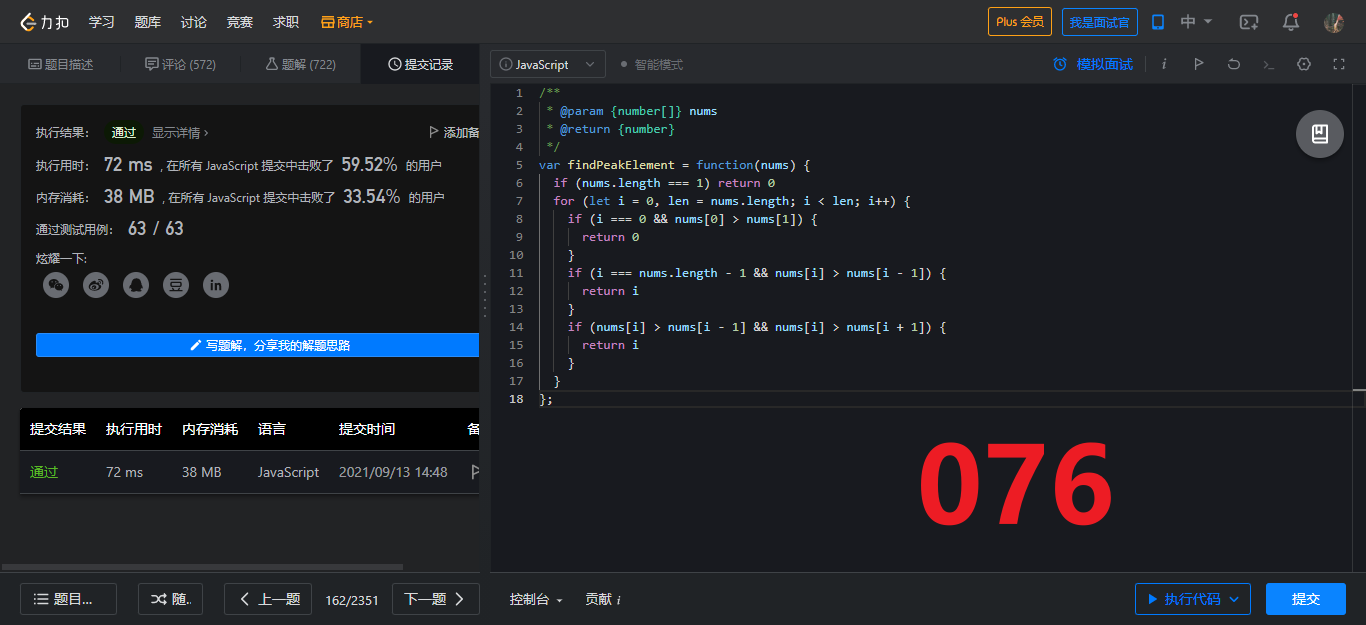 力扣 学习 题库 讨论 竞赛 求职 商店 Plus 会员 我是面试官 中
题目描述 评论 (572) 题解 (722) 提交记录
JavaScript 智能模式 模拟面试 i
执行结果： 通过 显示详情 › 添加备
执行用时： 72 ms , 在所有 JavaScript 提交中击败了 59.52% 的用户
内存消耗： 38 MB , 在所有 JavaScript 提交中击败了 33.54% 的用户
通过测试用例： 63 / 63
炫耀一下:
豆 in
写题解，分享我的解题思路
提交结果 执行用时 内存消耗 语言 提交时间 备
通过 72 ms 38 MB JavaScript 2021/09/13 14:48
1 /**
2 * @param {number[]} nums
3 * @return {number}
4 */
5 var findPeakElement = function(nums) {
6 if (nums.length === 1) return 0
7 for (let i = 0, len = nums.length; i < len; i++) {
8 if (i === 0 && nums[0] > nums[1]) {
9 return 0
10 }
11 if (i === nums.length - 1 && nums[i] > nums[i - 1]) {
12 return i
13 }
14 if (nums[i] > nums[i - 1] && nums[i] > nums[i + 1]) {
15 return i
16 }
17 }
18 };
076
题目... 随. 上一题 162/2351 下一题 控制台 贡献 i 执行代码 提交